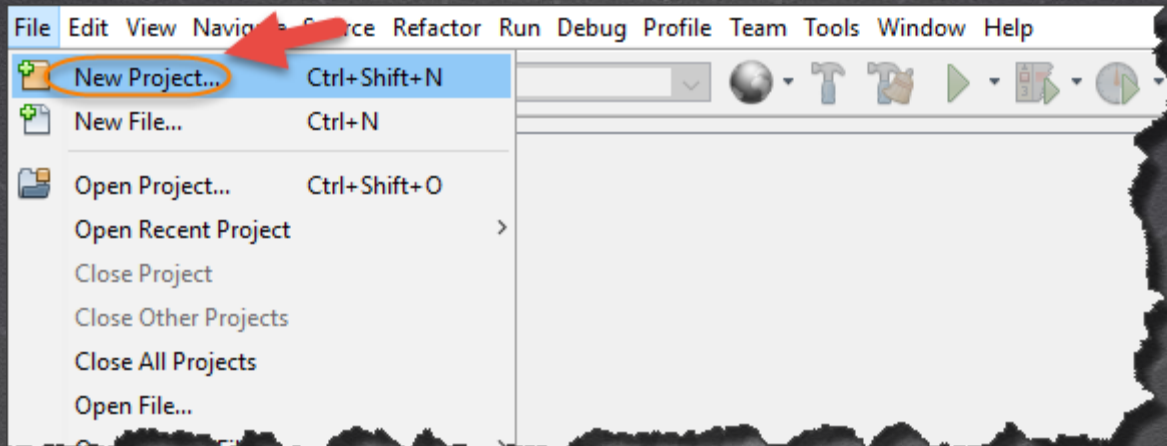 File Edit View Refactor Run Debug Profile Team Tools Window Help
New Project... Ctrl+Shift+N
New File... Ctrl+N
Open Project... Ctrl+Shift+O
Open Recent Project
Close Project
Close Other Projects
Close All Projects
Open File...